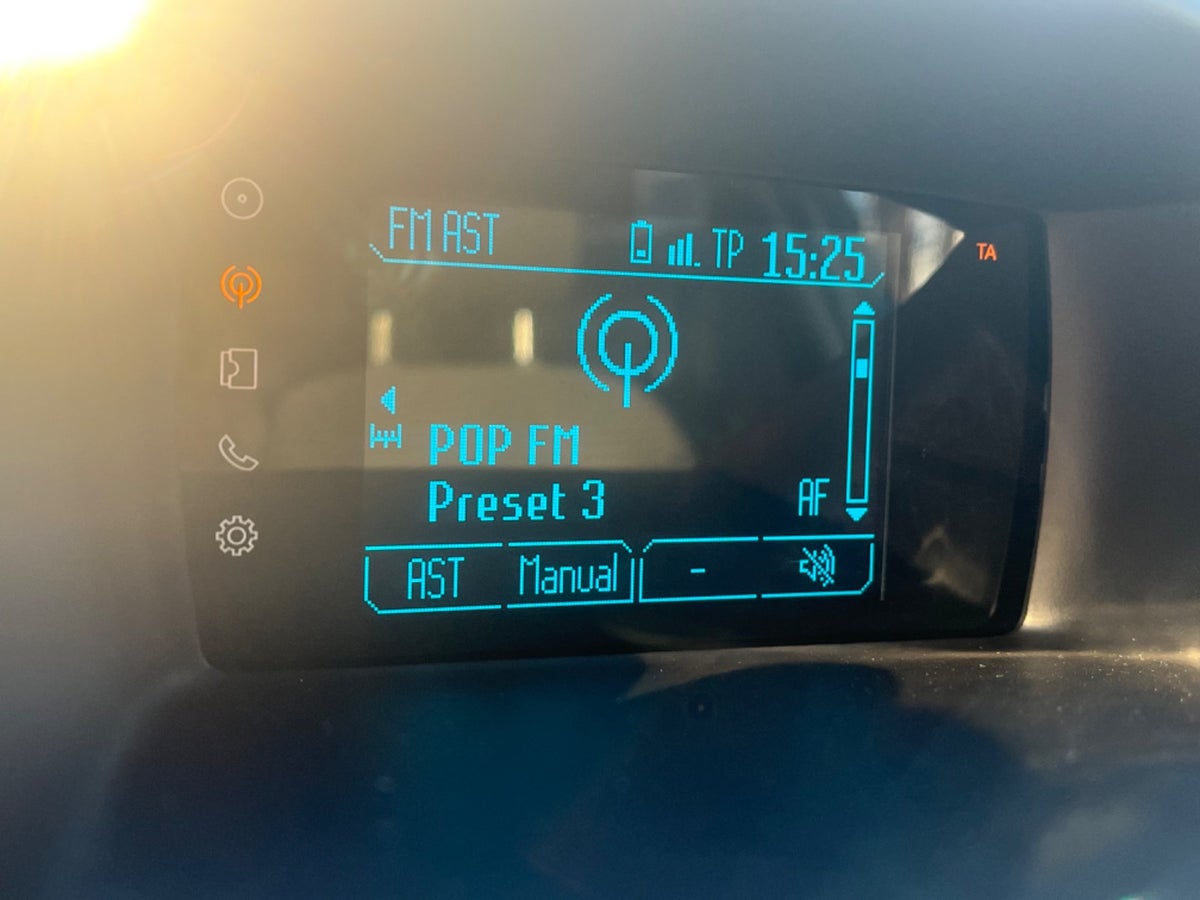 FM AST TP 15:25 TA
POP FM
Preset 3 AF
AST Manual -